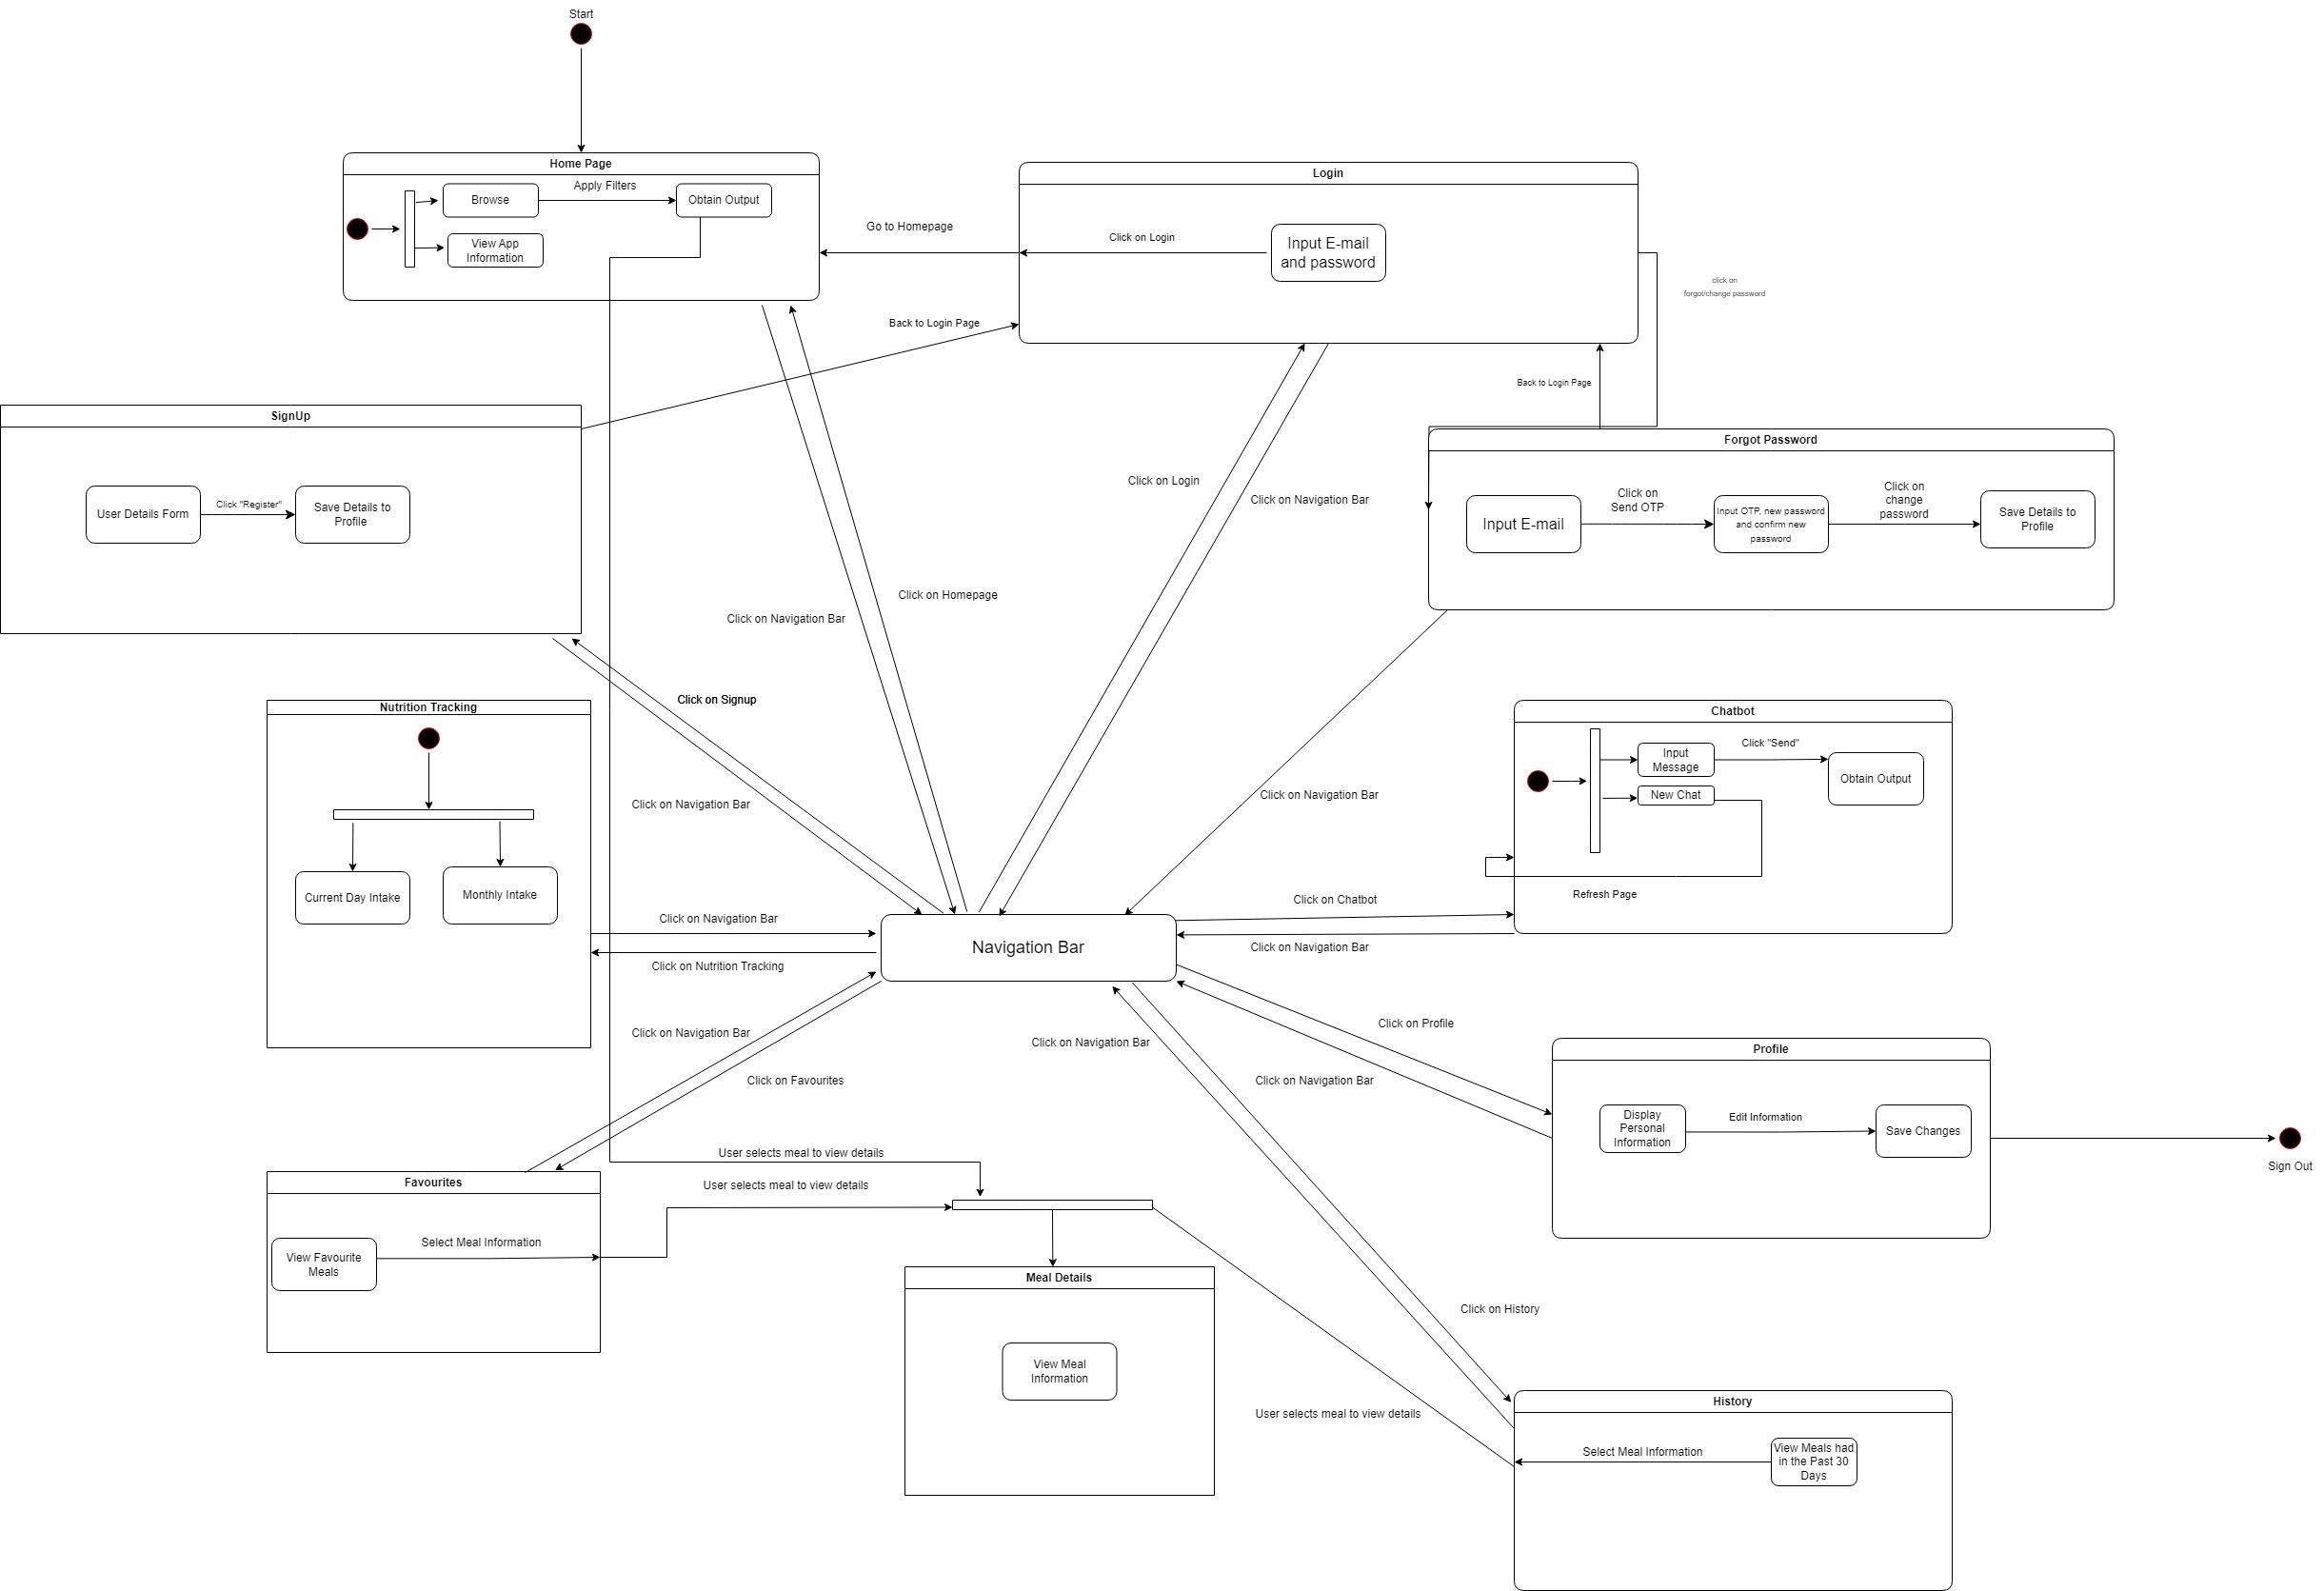 Start
Home Page
Browse
Apply Filters
Obtain Output
View App
Information
Login
Go to Homepage
Click on Login
Input E-mail
and password
click on
forgot/change password
Back to Login Page
Back to Login Page
SignUp
User Details Form
Click "Register"
Save Details to
Profile
Forgot Password
Input E-mail
Click on
Send OTP
Input OTP, new password
and confirm new
password
Click on
change
password
Save Details to
Profile
Click on Login
Click on Navigation Bar
Click on Homepage
Click on Navigation Bar
Click on Signup
Click on Navigation Bar
Click on Navigation Bar
Nutrition Tracking
Current Day Intake
Monthly Intake
Chatbot
Input
Message
Click "Send"
Obtain Output
New Chat
Refresh Page
Click on Navigation Bar
Click on Nutrition Tracking
Navigation Bar
Click on Chatbot
Click on Navigation Bar
Click on Navigation Bar
Click on Favourites
Click on Navigation Bar
Click on Profile
Click on Navigation Bar
Profile
Display
Personal
Information
Edit Information
Save Changes
Sign Out
User selects meal to view details
User selects meal to view details
Favourites
View Favourite
Meals
Select Meal Information
Meal Details
View Meal
Information
Click on History
User selects meal to view details
History
Select Meal Information
View Meals had
in the Past 30
Days